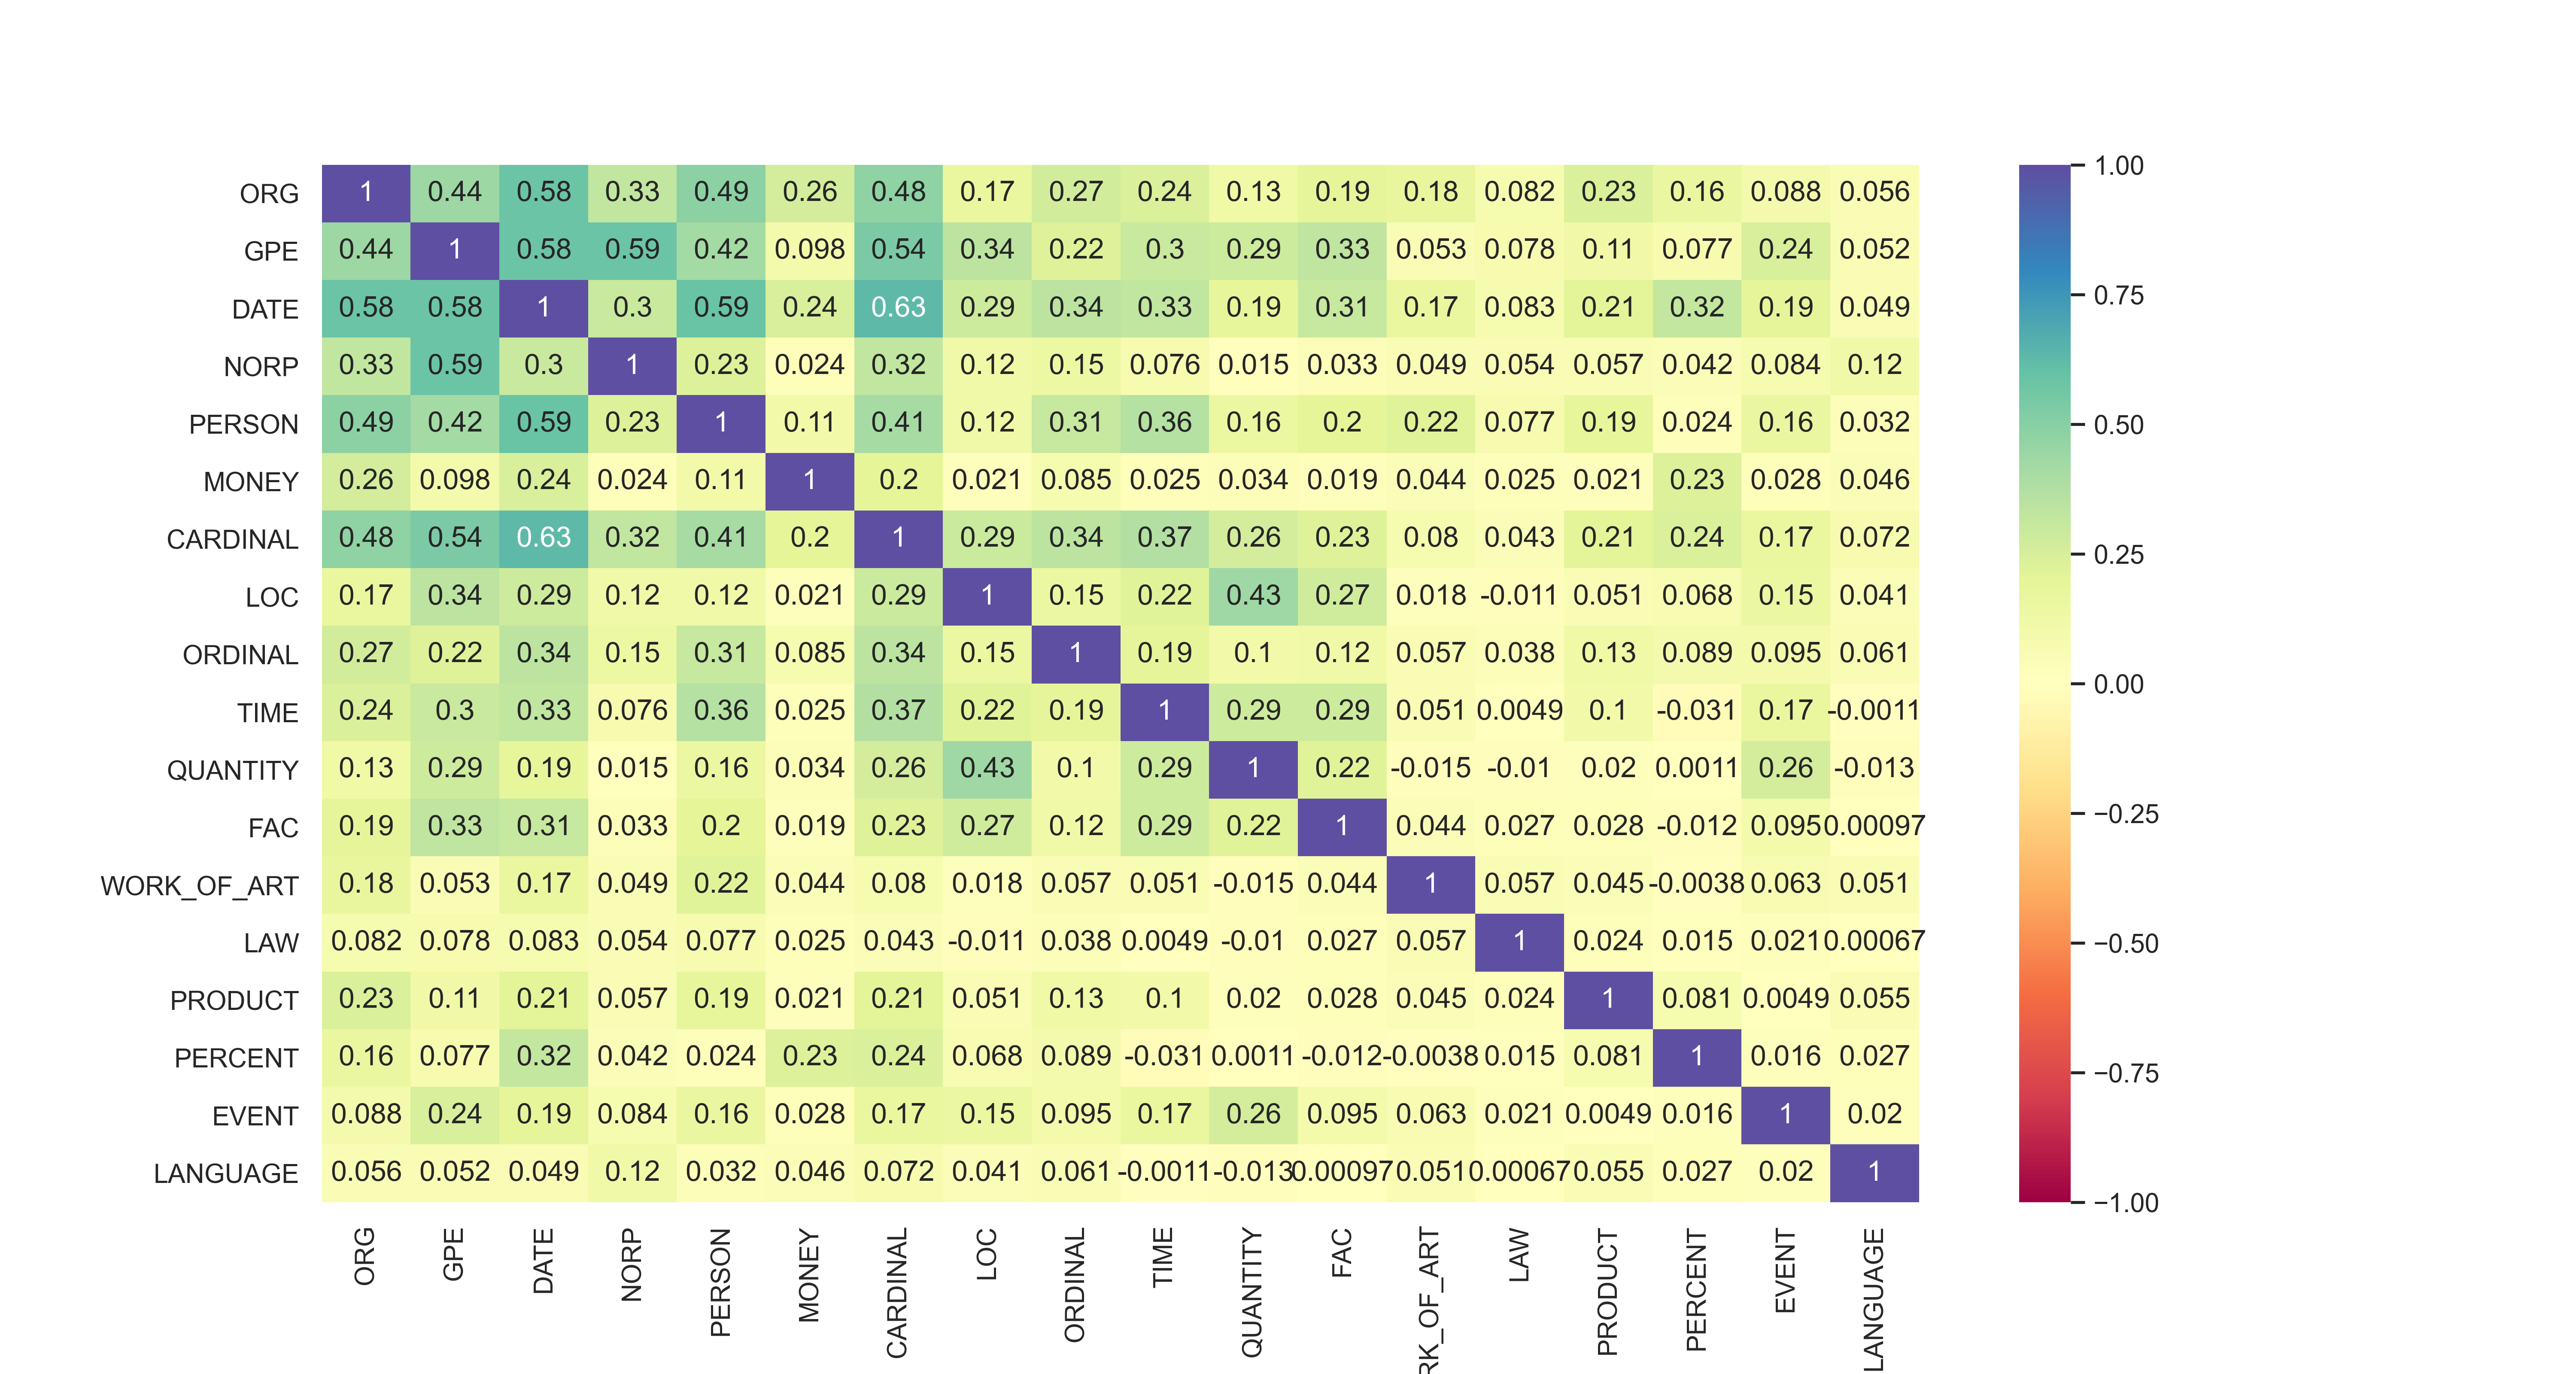 ORG 1 0.44 0.58 0.33 0.49 0.26 0.48 0.17 0.27 0.24 0.13 0.19 0.18 0.082 0.23 0.16 0.088 0.056
GPE 0.44 1 0.58 0.59 0.42 0.098 0.54 0.34 0.22 0.3 0.29 0.33 0.053 0.078 0.11 0.077 0.24 0.052
DATE 0.58 0.58 1 0.3 0.59 0.24 0.63 0.29 0.34 0.33 0.19 0.31 0.17 0.083 0.21 0.32 0.19 0.049
NORP 0.33 0.59 0.3 1 0.23 0.024 0.32 0.12 0.15 0.076 0.015 0.033 0.049 0.054 0.057 0.042 0.084 0.12
PERSON 0.49 0.42 0.59 0.23 1 0.11 0.41 0.12 0.31 0.36 0.16 0.2 0.22 0.077 0.19 0.024 0.16 0.032
MONEY 0.26 0.098 0.24 0.024 0.11 1 0.2 0.021 0.085 0.025 0.034 0.019 0.044 0.025 0.021 0.23 0.028 0.046
CARDINAL 0.48 0.54 0.63 0.32 0.41 0.2 1 0.29 0.34 0.37 0.26 0.23 0.08 0.043 0.21 0.24 0.17 0.072
LOC 0.17 0.34 0.29 0.12 0.12 0.021 0.29 1 0.15 0.22 0.43 0.27 0.018 -0.011 0.051 0.068 0.15 0.041
ORDINAL 0.27 0.22 0.34 0.15 0.31 0.085 0.34 0.15 1 0.19 0.1 0.12 0.057 0.038 0.13 0.089 0.095 0.061
TIME 0.24 0.3 0.33 0.076 0.36 0.025 0.37 0.22 0.19 1 0.29 0.29 0.051 0.0049 0.1 -0.031 0.17 -0.0011
QUANTITY 0.13 0.29 0.19 0.015 0.16 0.034 0.26 0.43 0.1 0.29 1 0.22 -0.015 -0.01 0.02 0.0011 0.26 -0.013
FAC 0.19 0.33 0.31 0.033 0.2 0.019 0.23 0.27 0.12 0.29 0.22 1 0.044 0.027 0.028 -0.012 0.095 0.00097
WORK_OF_ART 0.18 0.053 0.17 0.049 0.22 0.044 0.08 0.018 0.057 0.051 -0.015 0.044 1 0.057 0.045 -0.0038 0.063 0.051
LAW 0.082 0.078 0.083 0.054 0.077 0.025 0.043 -0.011 0.038 0.0049 -0.01 0.027 0.057 1 0.024 0.015 0.021 0.00067
PRODUCT 0.23 0.11 0.21 0.057 0.19 0.021 0.21 0.051 0.13 0.1 0.02 0.028 0.045 0.024 1 0.081 0.0049 0.055
PERCENT 0.16 0.077 0.32 0.042 0.024 0.23 0.24 0.068 0.089 -0.031 0.0011 -0.012 -0.0038 0.015 0.081 1 0.016 0.027
EVENT 0.088 0.24 0.19 0.084 0.16 0.028 0.17 0.15 0.095 0.17 0.26 0.095 0.063 0.021 0.0049 0.016 1 0.02
LANGUAGE 0.056 0.052 0.049 0.12 0.032 0.046 0.072 0.041 0.061 -0.0011 -0.013 0.00097 0.051 0.00067 0.055 0.027 0.02 1
ORG GPE DATE NORP PERSON MONEY CARDINAL LOC ORDINAL TIME QUANTITY FAC RK_OF_ART LAW PRODUCT PERCENT EVENT LANGUAGE
1.00
0.75
0.50
0.25
0.00
−0.25
−0.50
−0.75
−1.00